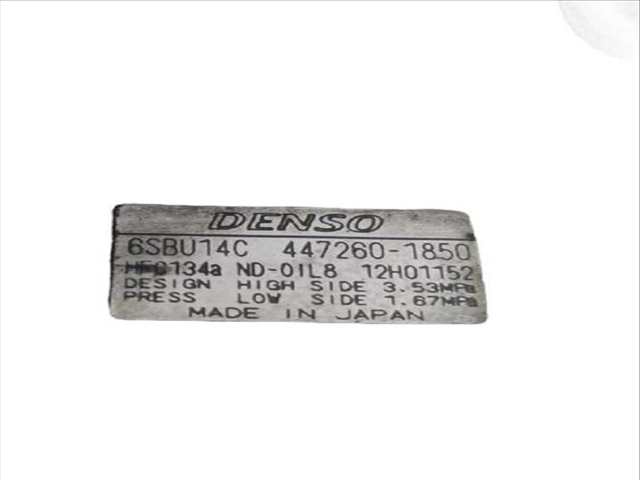 DENSO
6SBU14C 447260-1850
HFC134a ND-OIL8 12H01152
DESIGN HIGH SIDE 3.53MPa
PRESS LOW SIDE 1.67MPa
MADE IN JAPAN